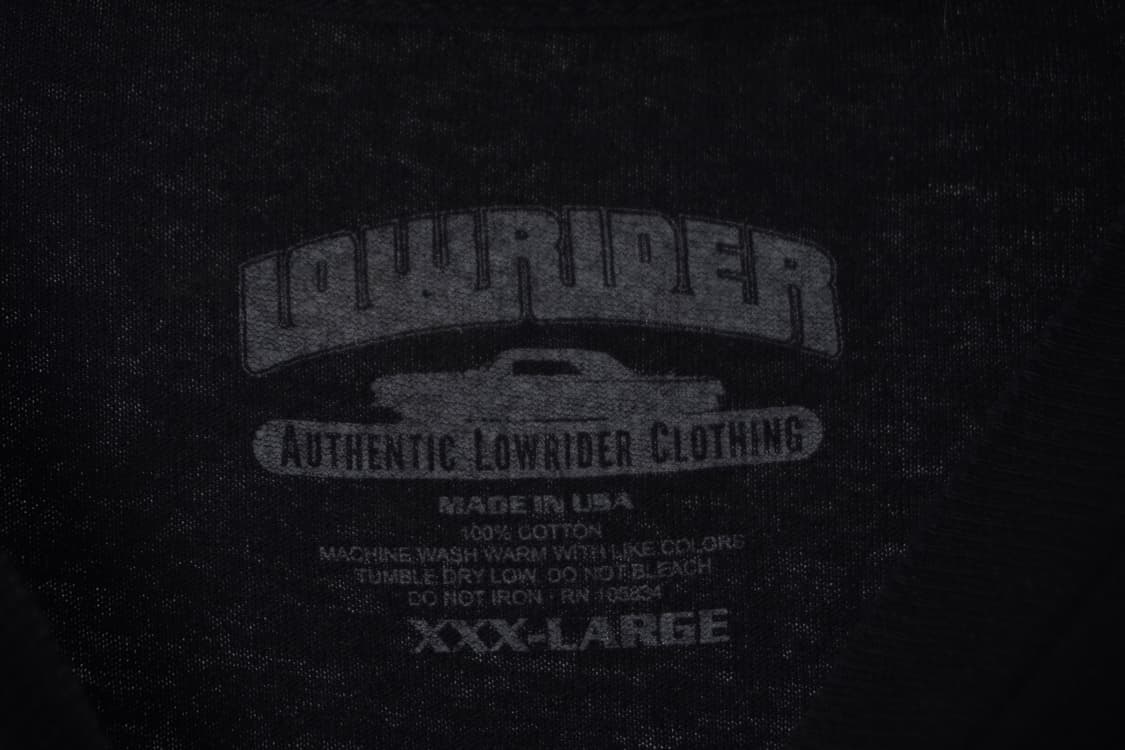 LOWRIDER
AUTHENTIC LOWRIDER CLOTHING
MADE IN USA
100% COTTON
MACHINE WASH WARM WITH LIKE COLORS
TUMBLE DRY LOW DO NOT BLEACH
DO NOT IRON · RN 105834
XXX-LARGE